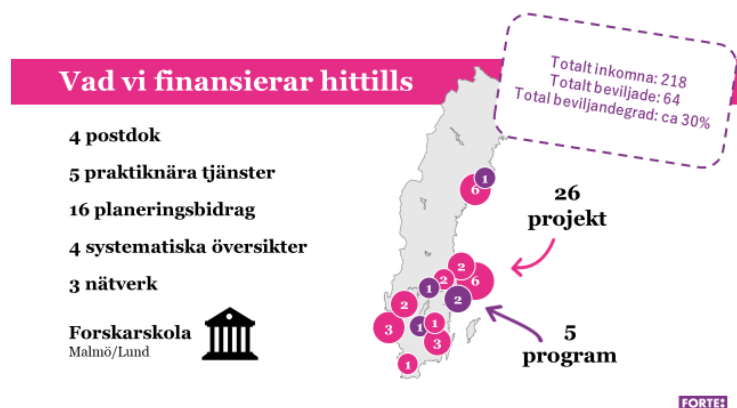 Vad vi finansierar hittills
Totalt inkomna: 218
Totalt beviljade: 64
Total beviljandegrad: ca 30%
4 postdok
5 praktiknära tjänster
16 planeringsbidrag
4 systematiska översikter
3 nätverk
Forskarskola
Malmö/Lund
1
6
26
projekt
2
2
6
1
2
2
3
1
1
3
1
5
program
FORTE: